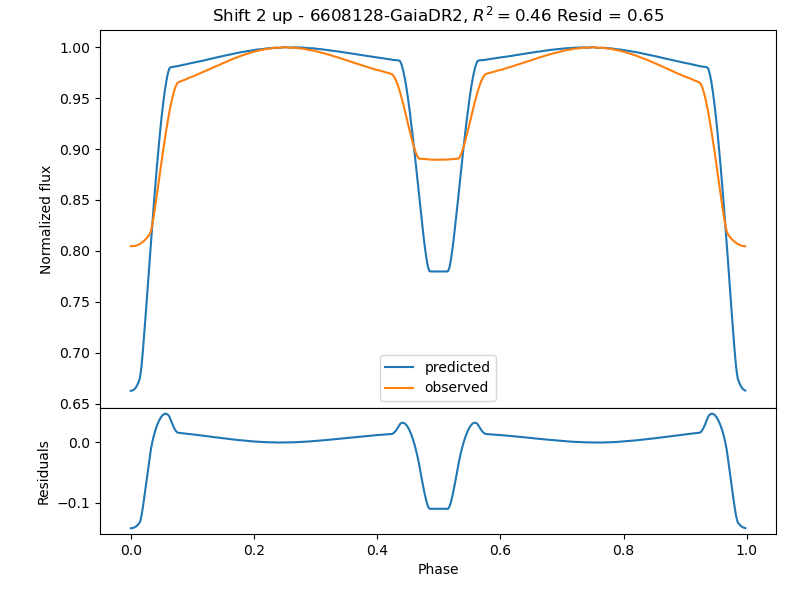 Shift 2 up - 6608128-GaiaDR2, R² = 0.46 Resid = 0.65
1.00
0.95
0.90
0.85
0.80
0.75
0.70
0.65
Normalized flux
predicted
observed
0.0
−0.1
Residuals
0.0 0.2 0.4 0.6 0.8 1.0
Phase